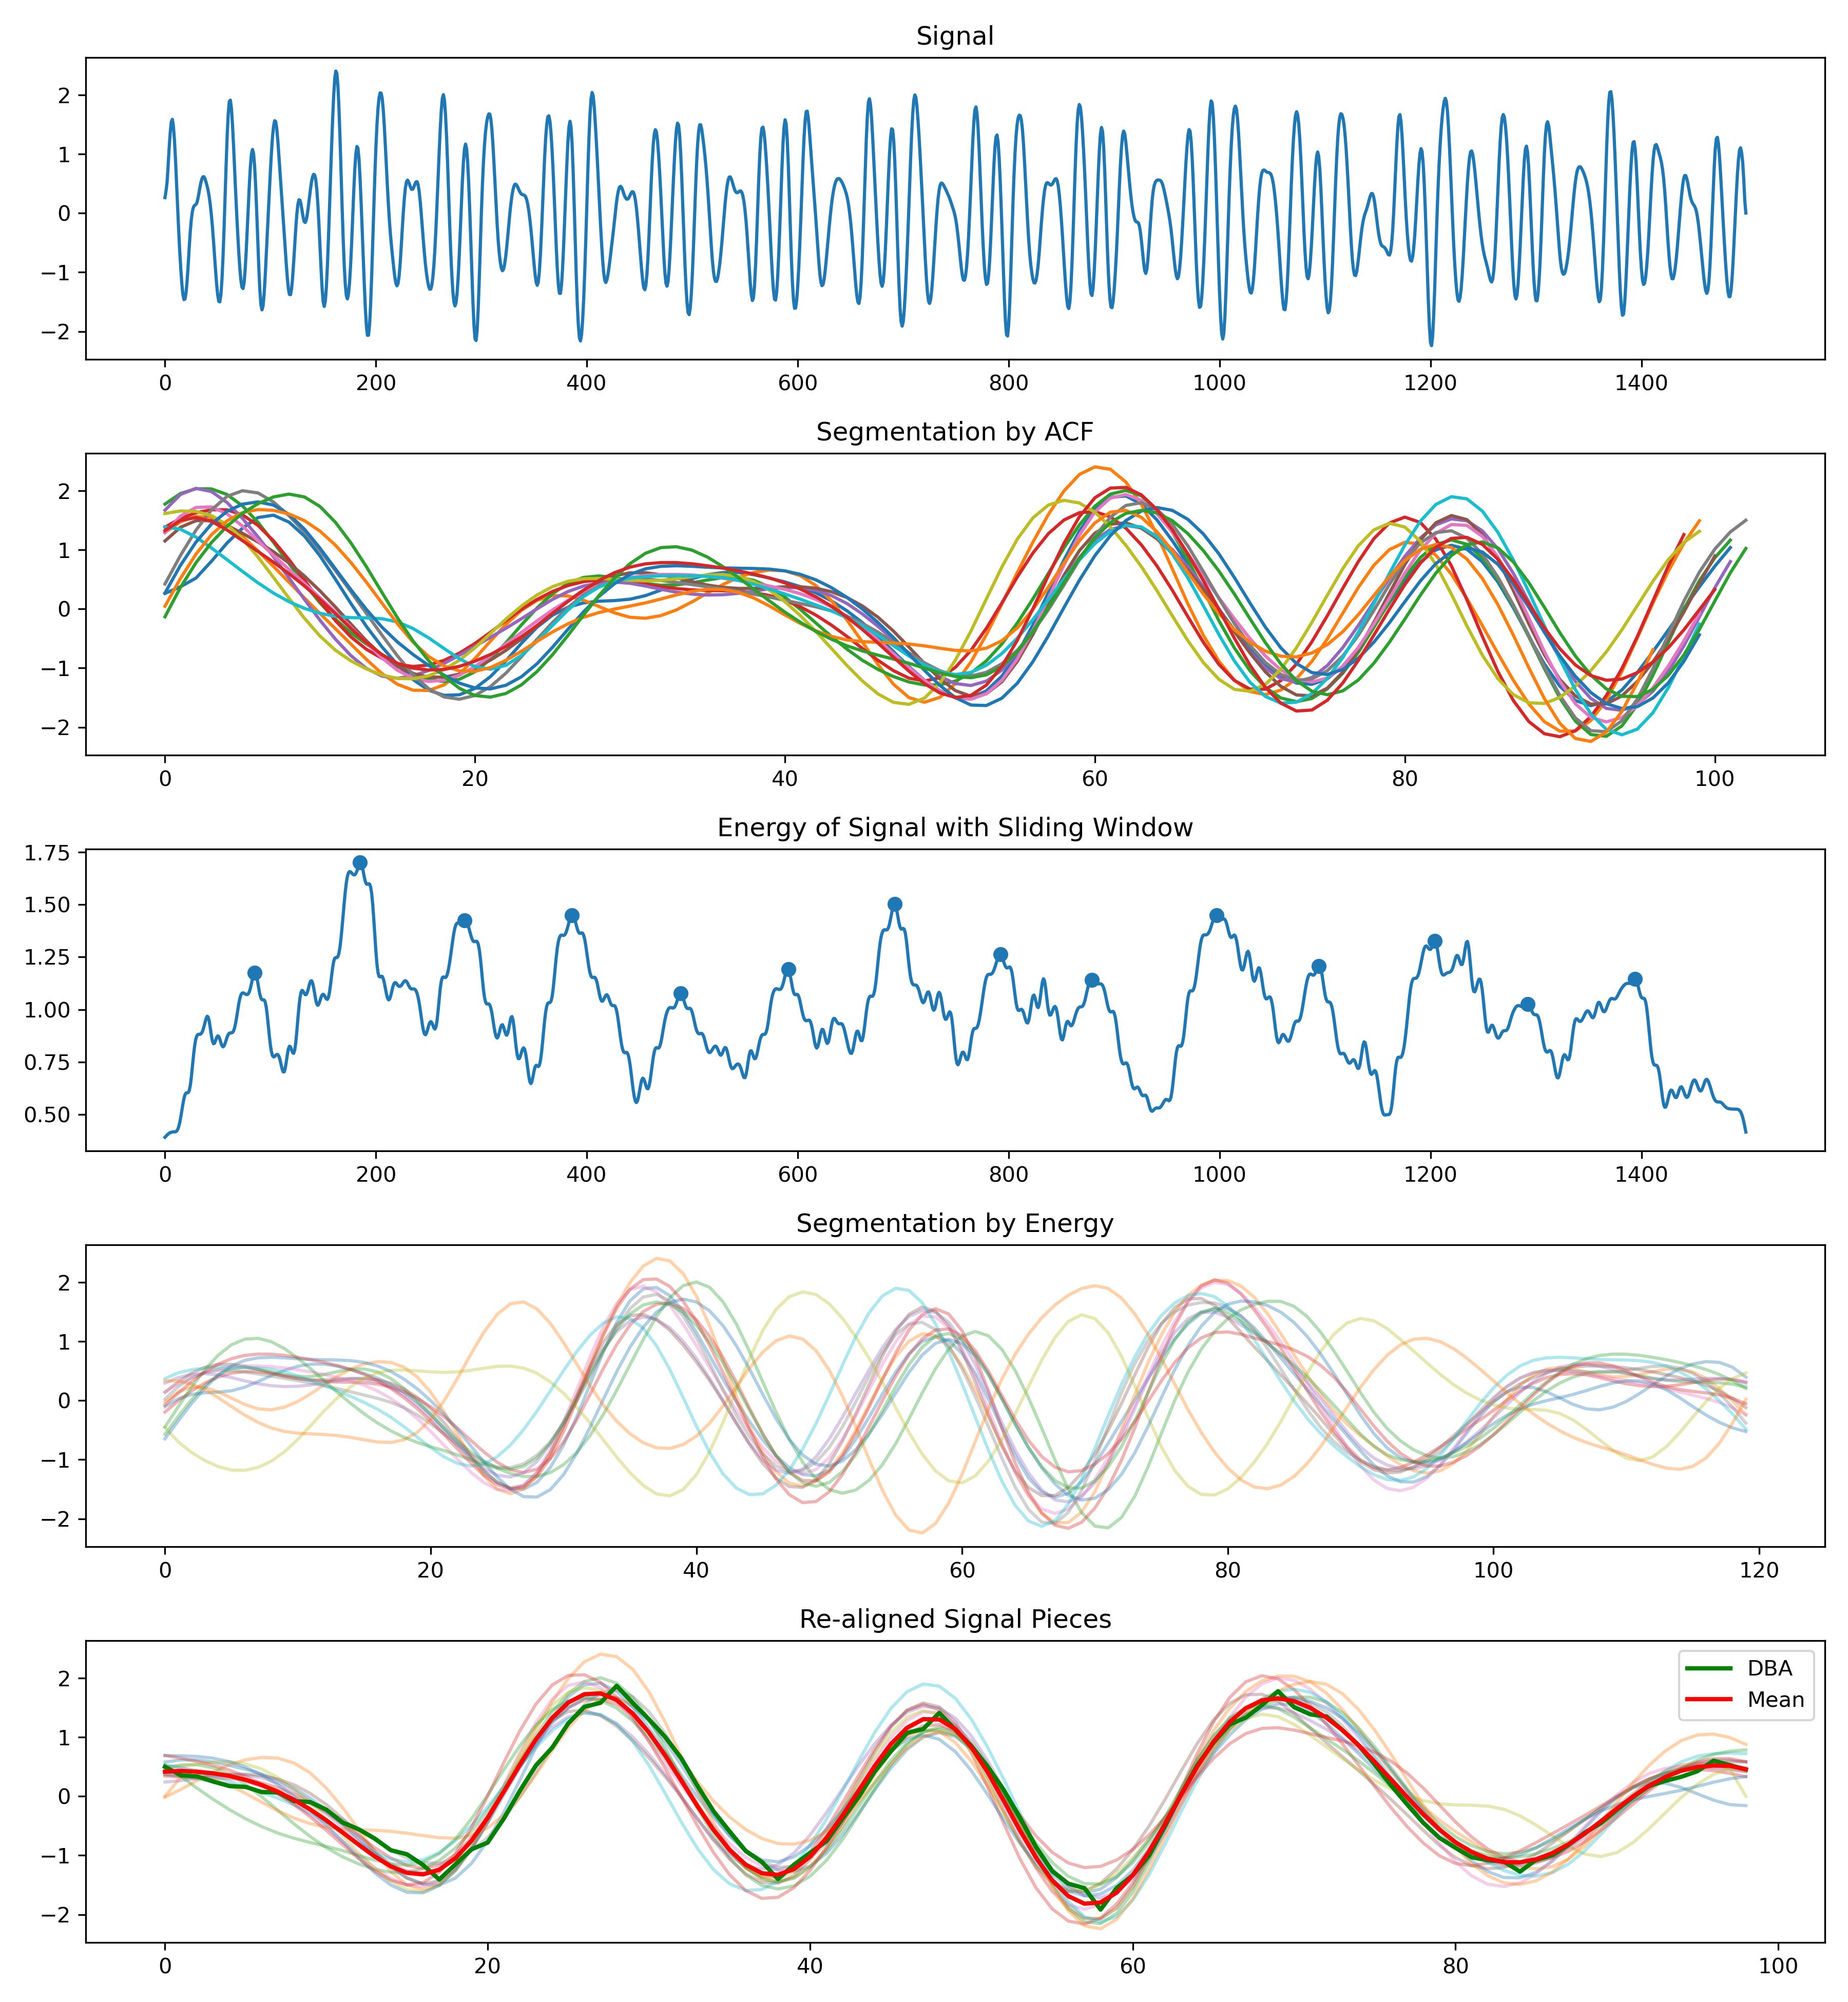 Signal
2
1
0
−1
−2
0 200 400 600 800 1000 1200 1400
Segmentation by ACF
2
1
0
−1
−2
0 20 40 60 80 100
Energy of Signal with Sliding Window
1.75
1.50
1.25
1.00
0.75
0.50
0 200 400 600 800 1000 1200 1400
Segmentation by Energy
2
1
0
−1
−2
0 20 40 60 80 100 120
Re-aligned Signal Pieces
DBA
Mean
2
1
0
−1
−2
0 20 40 60 80 100